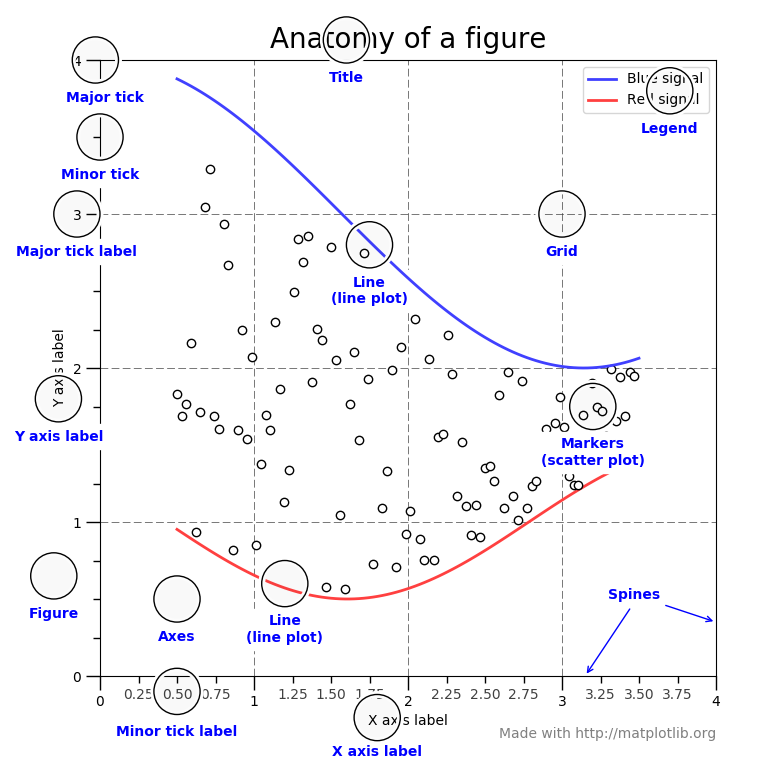 Anatomy of a figure
Title
4
Major tick
Blue signal
Red signal
Legend
Minor tick
3
Major tick label
Grid
Line
(line plot)
2
Y axis label
Y axis label
Markers
(scatter plot)
1
Figure
Axes
Line
(line plot)
Spines
0
0 0.25 0.50 0.75 1 1.25 1.50 1.75 2 2.25 2.50 2.75 3 3.25 3.50 3.75 4
Minor tick label
X axis label
X axis label
Made with http://matplotlib.org